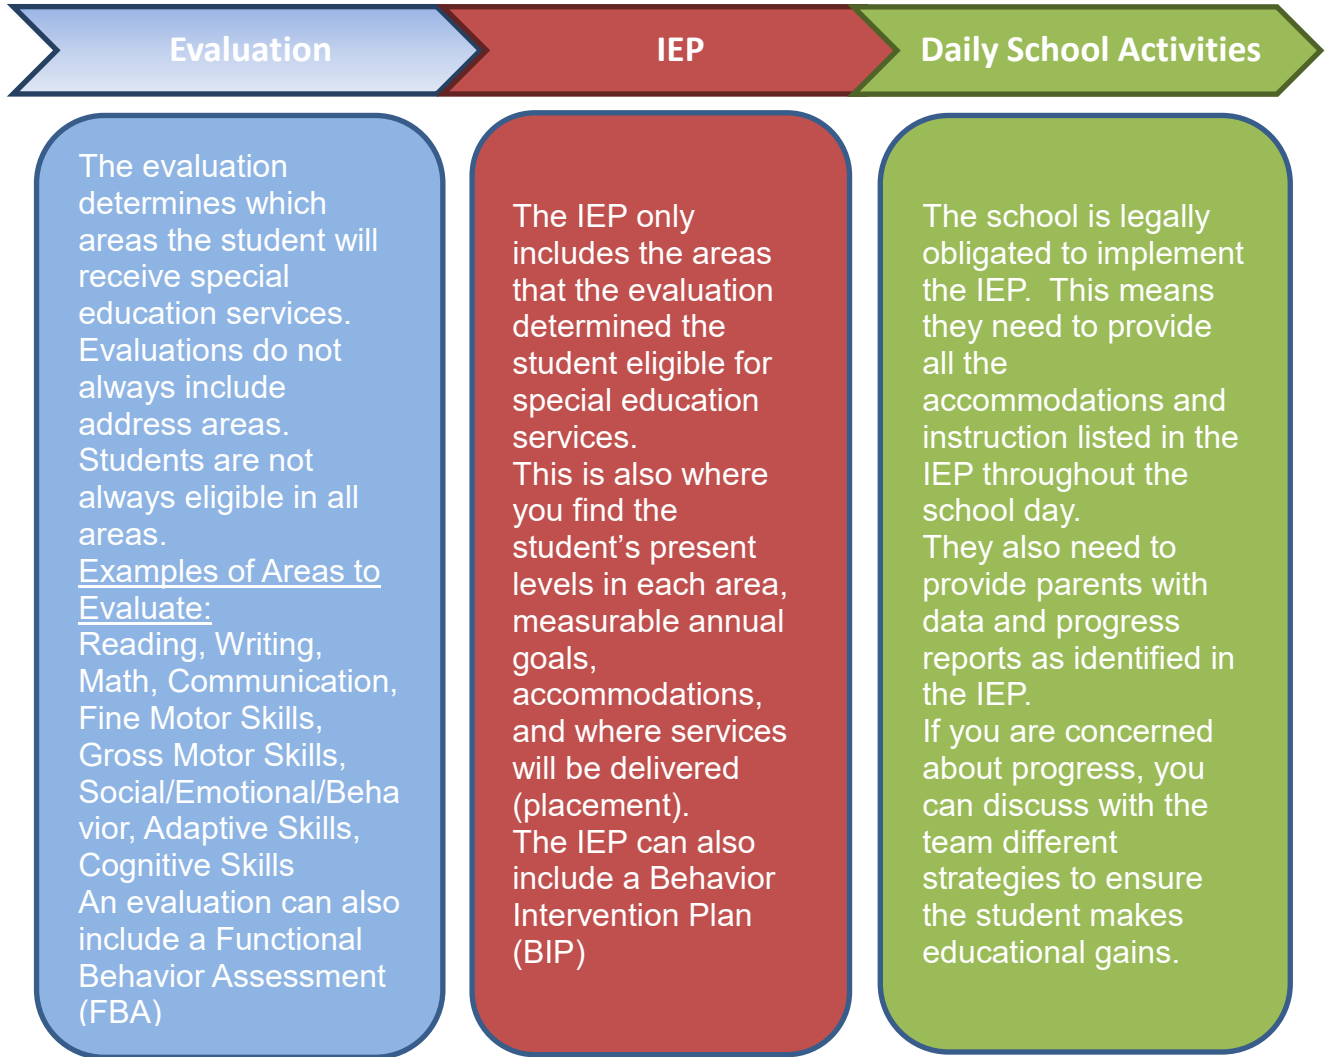 Evaluation
IEP
Daily School Activities
The evaluation
determines which
areas the student will
receive special
education services.
Evaluations do not
always include
address areas.
Students are not
always eligible in all
areas.
Examples of Areas to
Evaluate:
Reading, Writing,
Math, Communication,
Fine Motor Skills,
Gross Motor Skills,
Social/Emotional/Beha
vior, Adaptive Skills,
Cognitive Skills
An evaluation can also
include a Functional
Behavior Assessment
(FBA)
The IEP only
includes the areas
that the evaluation
determined the
student eligible for
special education
services.
This is also where
you find the
student’s present
levels in each area,
measurable annual
goals,
accommodations,
and where services
will be delivered
(placement).
The IEP can also
include a Behavior
Intervention Plan
(BIP)
The school is legally
obligated to implement
the IEP.  This means
they need to provide
all the
accommodations and
instruction listed in the
IEP throughout the
school day.
They also need to
provide parents with
data and progress
reports as identified in
the IEP.
If you are concerned
about progress, you
can discuss with the
team different
strategies to ensure
the student makes
educational gains.